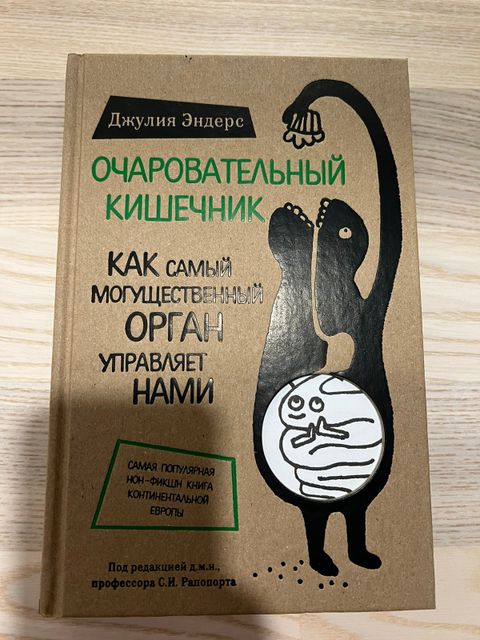 Джулия Эндерс
ОЧАРОВАТЕЛЬНЫЙ
КИШЕЧНИК
КАК САМЫЙ
МОГУЩЕСТВЕННЫЙ
ОРГАН
УПРАВЛЯЕТ
НАМИ
САМАЯ ПОПУЛЯРНАЯ
НОН-ФИКШН КНИГА
КОНТИНЕНТАЛЬНОЙ
ЕВРОПЫ
Под редакцией д.м.н.,
профессора С.И. Рапопорта